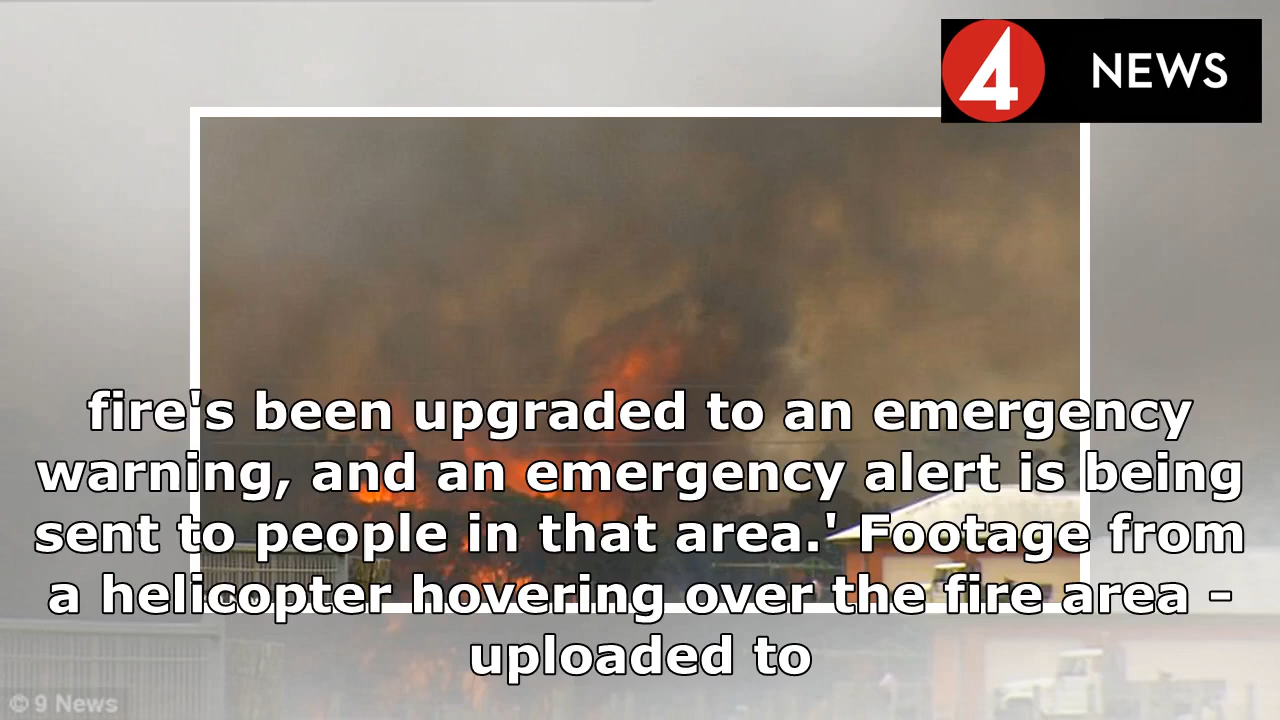 4 NEWS
fire's been upgraded to an emergency
warning, and an emergency alert is being
sent to people in that area.' Footage from
a helicopter hovering over the fire area -
uploaded to
© 9 News